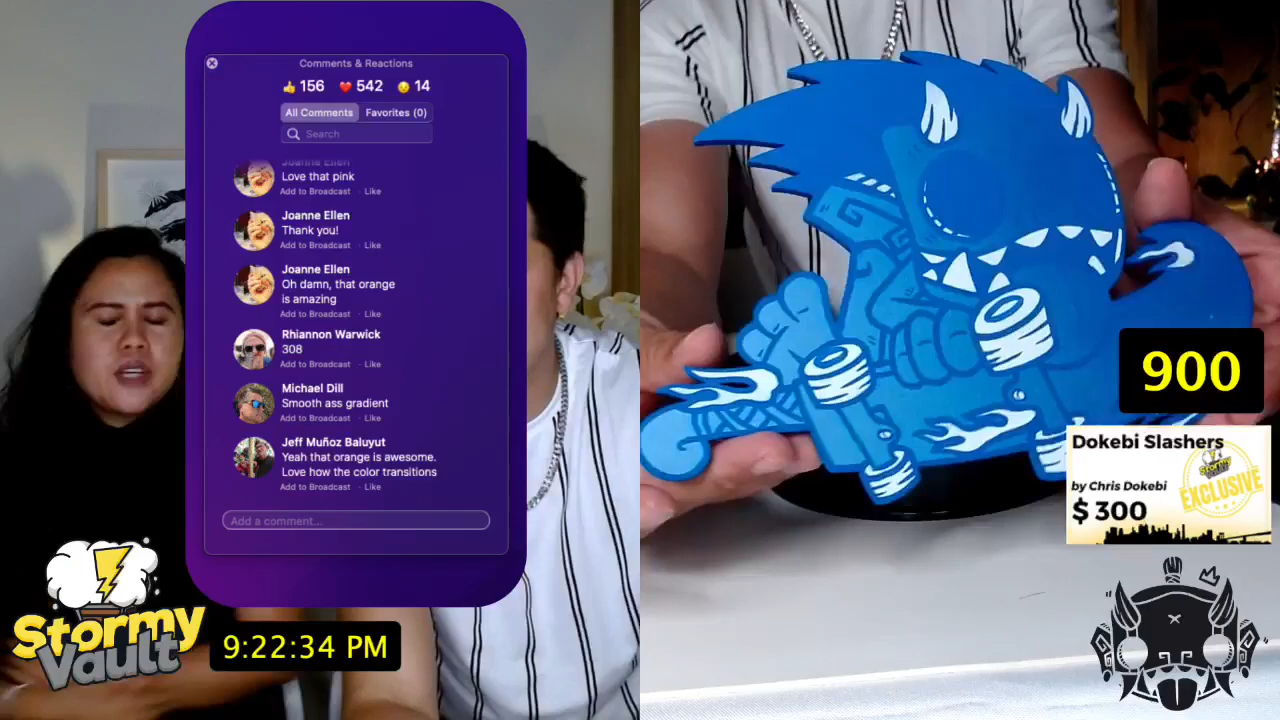 Comments & Reactions
156 542 14
All Comments Favorites (0)
Search
Joanne Ellen
Love that pink
Add to Broadcast · Like
Joanne Ellen
Thank you!
Add to Broadcast · Like
Joanne Ellen
Oh damn, that orange
is amazing
Add to Broadcast · Like
Rhiannon Warwick
308
Add to Broadcast · Like
Michael Dill
Smooth ass gradient
Add to Broadcast · Like
Jeff Muñoz Baluyut
Yeah that orange is awesome.
Love how the color transitions
Add to Broadcast · Like
Add a comment...
Stormy
Vault
9:22:34 PM
900
Dokebi Slashers
by Chris Dokebi
$ 300
Stormy
Vault
EXCLUSIVE